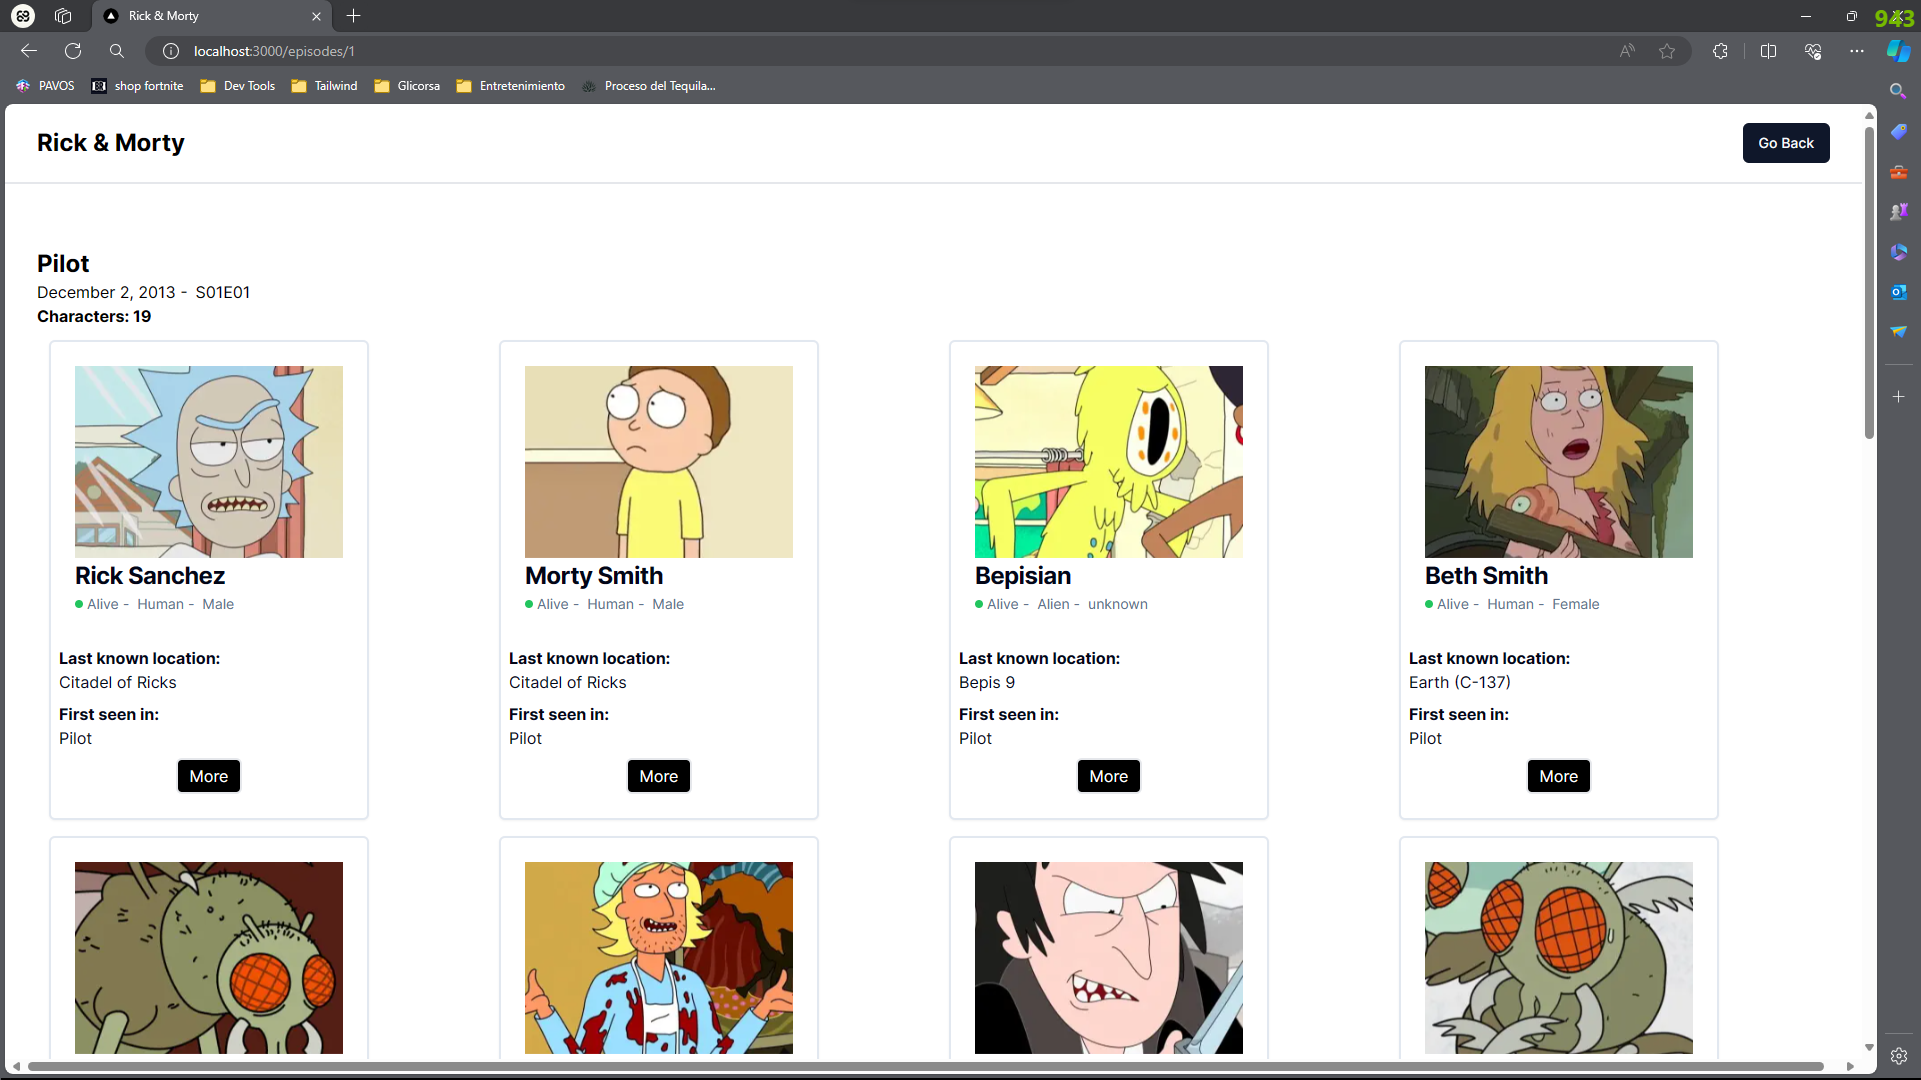 Rick & Morty
943
localhost:3000/episodes/1
PAVOS
shop fortnite
Dev Tools
Tailwind
Glicorsa
Entretenimiento
Proceso del Tequila...
Rick & Morty
Go Back
Pilot
December 2, 2013 - S01E01
Characters: 19
Rick Sanchez
Alive - Human - Male
Last known location:
Citadel of Ricks
First seen in:
Pilot
More
Morty Smith
Alive - Human - Male
Last known location:
Citadel of Ricks
First seen in:
Pilot
More
Bepisian
Alive - Alien - unknown
Last known location:
Bepis 9
First seen in:
Pilot
More
Beth Smith
Alive - Human - Female
Last known location:
Earth (C-137)
First seen in:
Pilot
More